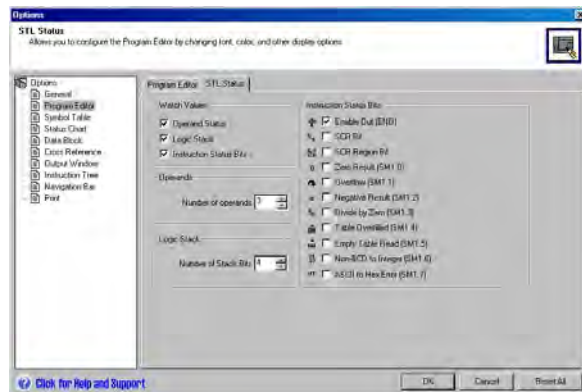 Options
STL Status
Allows you to configure the Program Editor by changing font, color, and other display options
Options
General
Program Editor
Symbol Table
Status Chart
Data Block
Cross Reference
Output Window
Instruction Tree
Navigation Bar
Print
Program Editor
STL Status
Watch Values
Operand Status
Logic Stack
Instruction Status Bits
Operands
Number of operands 3
Logic Stack
Number of Stack Bits 4
Instruction Status Bits
Enable Out (ENO)
SCR Bit
SCR Region Bit
Zero Result (SM1.0)
Overflow (SM1.1)
Negative Result (SM1.2)
Divide by Zero (SM1.3)
Table Overfilled (SM1.4)
Empty Table Read (SM1.5)
Non-BCD to Integer (SM1.6)
ASCII to Hex Error (SM1.7)
Click for Help and Support
OK
Cancel
Reset All